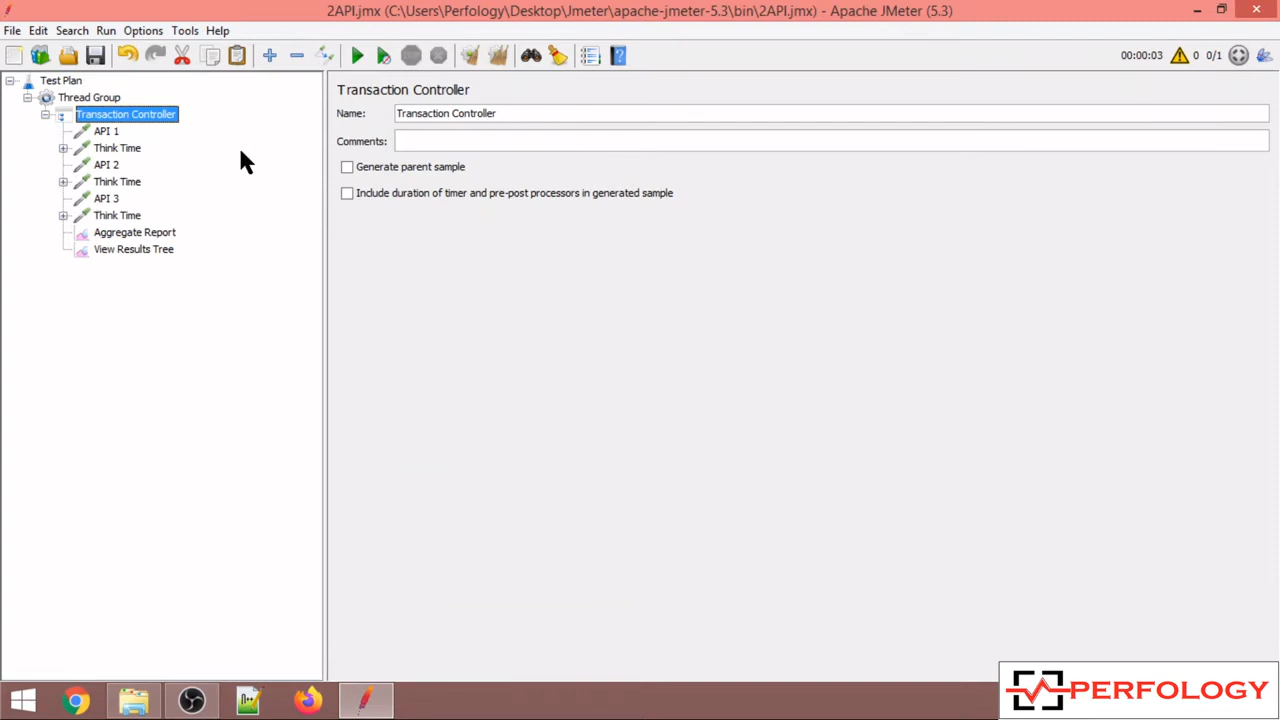 2API.jmx (C:\Users\Perfology\Desktop\Jmeter\apache-jmeter-5.3\bin\2API.jmx) - Apache JMeter (5.3)
File Edit Search Run Options Tools Help
00:00:03 0 0/1
Test Plan
Thread Group
Transaction Controller
API 1
Think Time
API 2
Think Time
API 3
Think Time
Aggregate Report
View Results Tree
Transaction Controller
Name: Transaction Controller
Comments:
Generate parent sample
Include duration of timer and pre-post processors in generated sample
PERFOLOGY